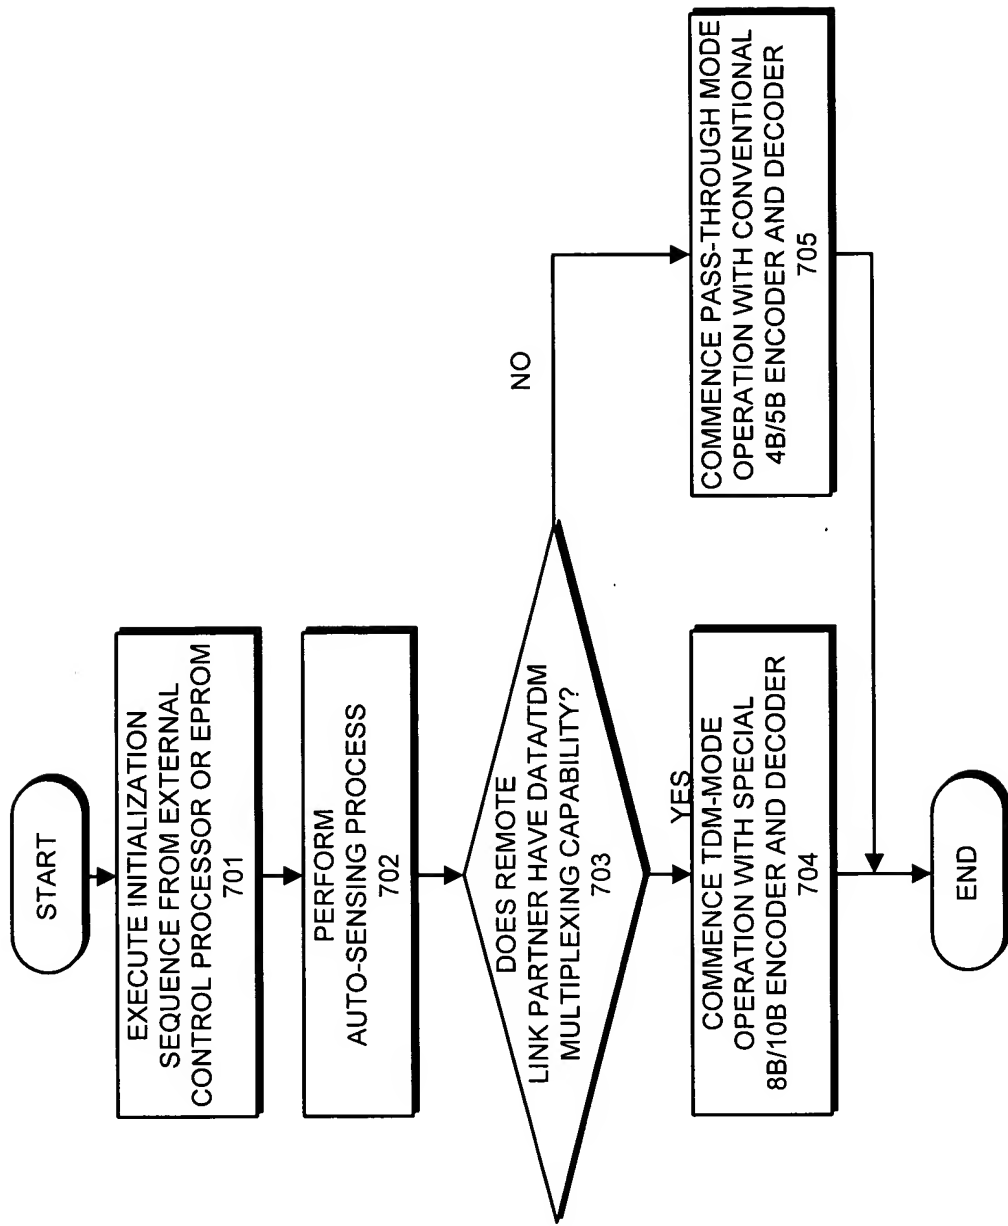 START
EXECUTE INITIALIZATION
SEQUENCE FROM EXTERNAL
CONTROL PROCESSOR OR EPROM
701
PERFORM
AUTO-SENSING PROCESS
702
DOES REMOTE
LINK PARTNER HAVE DATA/TDM
MULTIPLEXING CAPABILITY?
703
YES
NO
COMMENCE TDM-MODE
OPERATION WITH SPECIAL
8B/10B ENCODER AND DECODER
704
COMMENCE PASS-THROUGH MODE
OPERATION WITH CONVENTIONAL
4B/5B ENCODER AND DECODER
705
END